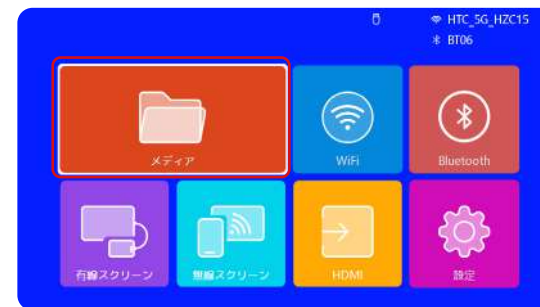 HTC_5G_HZC15
BT06
メディア
WiFi
Bluetooth
有線スクリーン
無線スクリーン
HDMI
設定